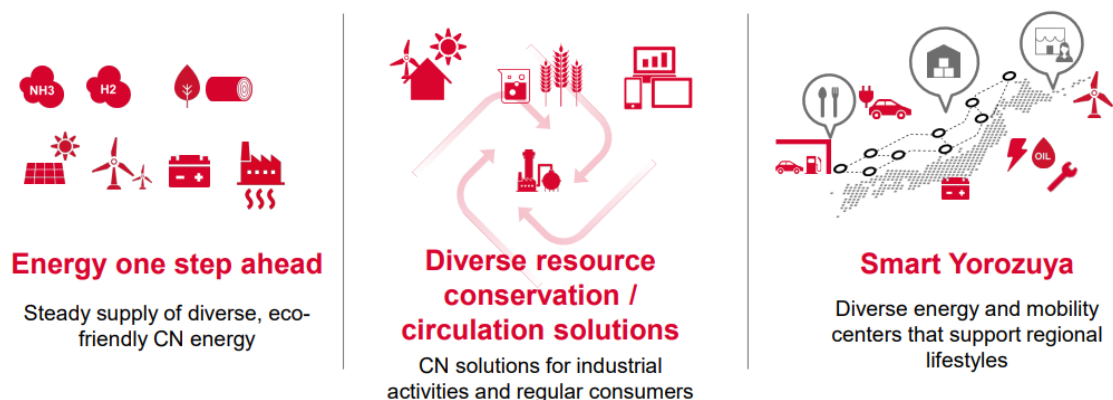 NH3
H2
Energy one step ahead
Steady supply of diverse, eco-
friendly CN energy
Diverse resource
conservation /
circulation solutions
CN solutions for industrial
activities and regular consumers
OIL
Smart Yorozuya
Diverse energy and mobility
centers that support regional
lifestyles